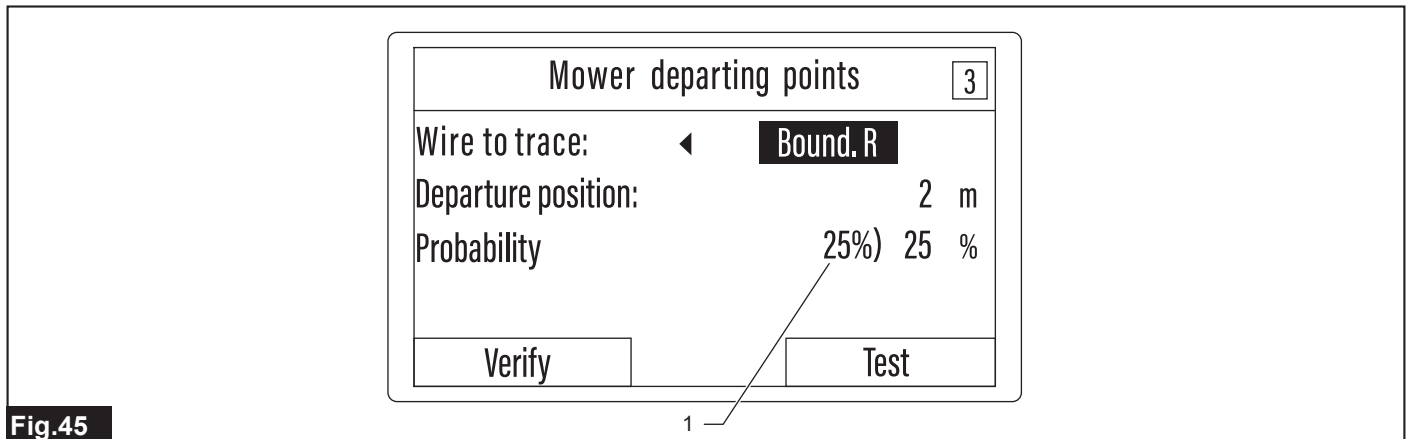 Mower departing points 3
Wire to trace: ◀ Bound. R
Departure position: 2 m
Probability 25%) 25 %
Verify Test
1
Fig.45